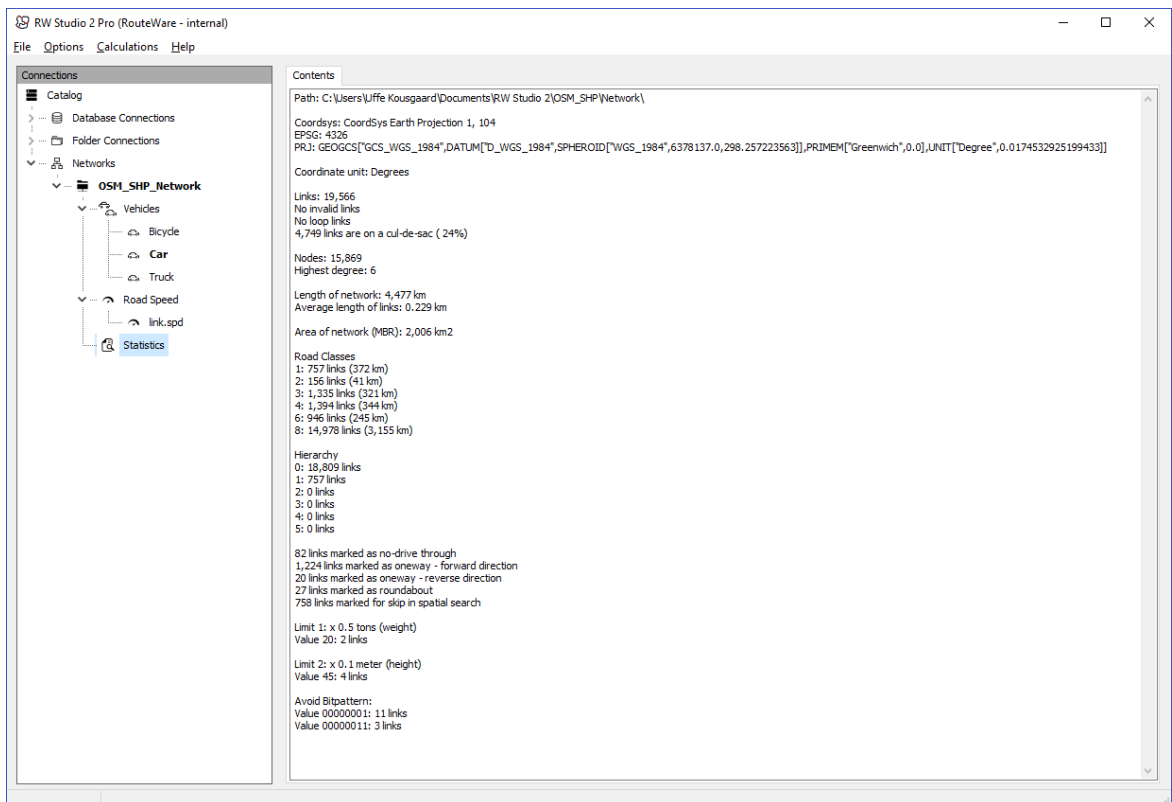 RW Studio 2 Pro (RouteWare - internal)
File Options Calculations Help
Connections
Catalog
Database Connections
Folder Connections
Networks
OSM_SHP_Network
Vehicles
Bicycle
Car
Truck
Road Speed
link.spd
Statistics
Contents
Path: C:\Users\Uffe Kousgaard\Documents\RW Studio 2\OSM_SHP\Network\
Coordsys: CoordSys Earth Projection 1, 104
EPSG: 4326
PRJ: GEOGCS["GCS_WGS_1984",DATUM["D_WGS_1984",SPHEROID["WGS_1984",6378137.0,298.257223563]],PRIMEM["Greenwich",0.0],UNIT["Degree",0.0174532925199433]]
Coordinate unit: Degrees
Links: 19,566
No invalid links
No loop links
4,749 links are on a cul-de-sac ( 24%)
Nodes: 15,869
Highest degree: 6
Length of network: 4,477 km
Average length of links: 0.229 km
Area of network (MBR): 2,006 km2
Road Classes
1: 757 links (372 km)
2: 156 links (41 km)
3: 1,335 links (321 km)
4: 1,394 links (344 km)
6: 946 links (245 km)
8: 14,978 links (3,155 km)
Hierarchy
0: 18,809 links
1: 757 links
2: 0 links
3: 0 links
4: 0 links
5: 0 links
82 links marked as no-drive through
1,224 links marked as oneway - forward direction
20 links marked as oneway - reverse direction
27 links marked as roundabout
758 links marked for skip in spatial search
Limit 1: x 0.5 tons (weight)
Value 20: 2 links
Limit 2: x 0.1 meter (height)
Value 45: 4 links
Avoid Bitpattern:
Value 00000001: 11 links
Value 00000011: 3 links